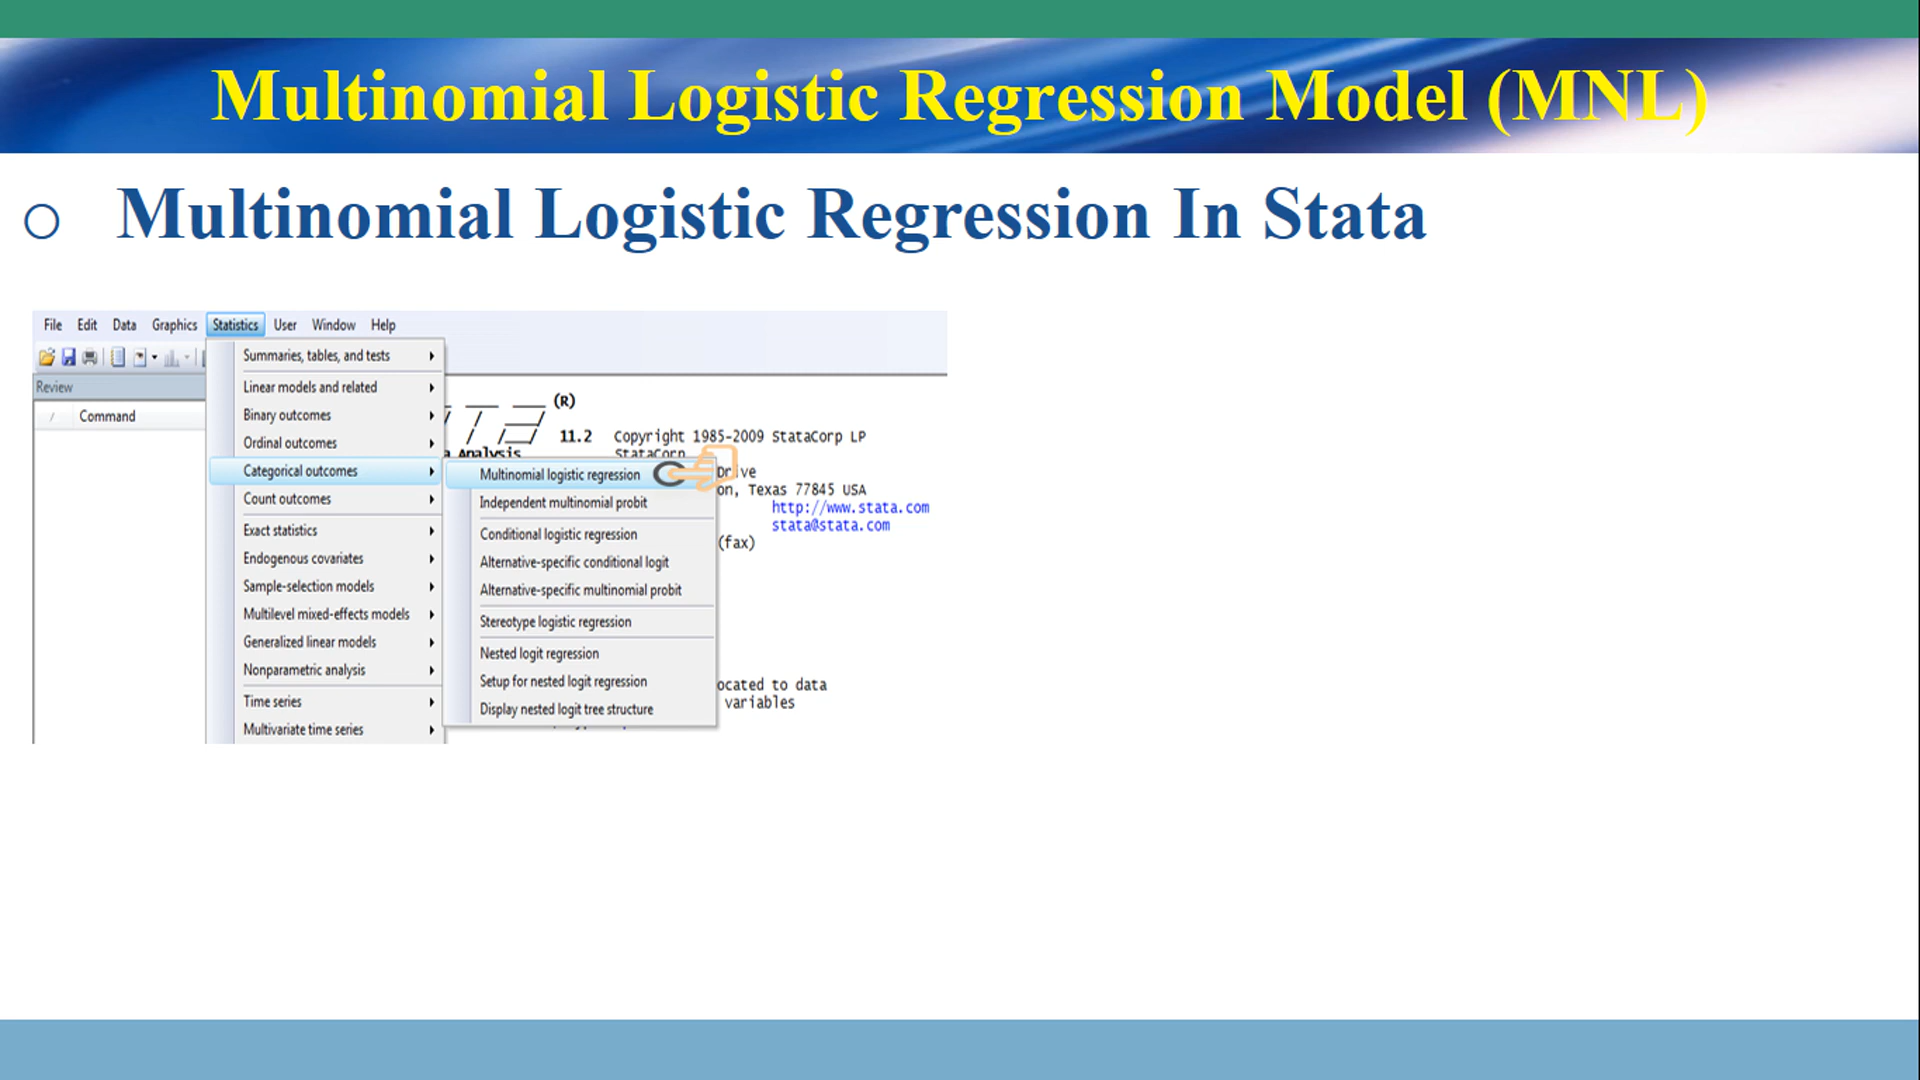 Multinomial Logistic Regression Model (MNL)
Multinomial Logistic Regression In Stata
File Edit Data Graphics Statistics User Window Help
Review
Command
Summaries, tables, and tests
Linear models and related
Binary outcomes
Ordinal outcomes
Categorical outcomes
Count outcomes
Exact statistics
Endogenous covariates
Sample-selection models
Multilevel mixed-effects models
Generalized linear models
Nonparametric analysis
Time series
Multivariate time series
Multinomial logistic regression
Independent multinomial probit
Conditional logistic regression
Alternative-specific conditional logit
Alternative-specific multinomial probit
Stereotype logistic regression
Nested logit regression
Setup for nested logit regression
Display nested logit tree structure
(R)
11.2 Copyright 1985-2009 StataCorp LP
a Analysis StataCorp
Drive
on, Texas 77845 USA
http://www.stata.com
stata@stata.com
(fax)
ocated to data
variables